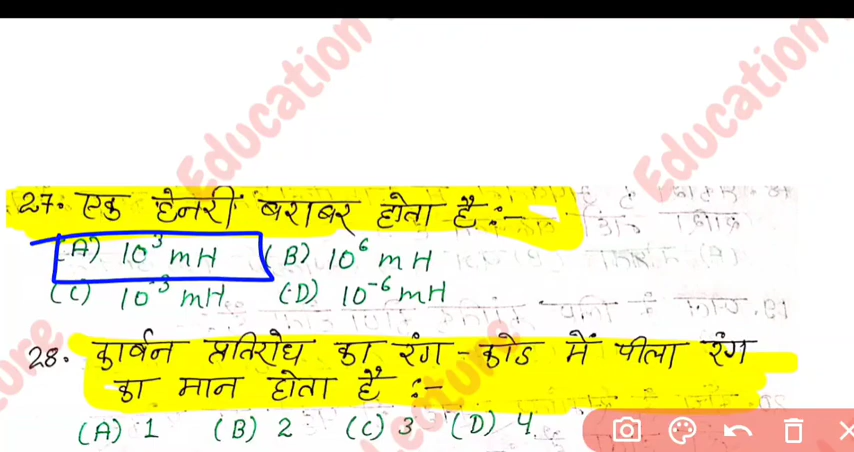 Education
Education
27. एक हेनरी बराबर होता है :-
(A) 10³ mH (B) 10⁶ mH
(C) 10⁻³ mH (D) 10⁻⁶ mH
28. कार्बन प्रतिरोध का रंग - कोड में पीला रंग
का मान होता है :-
(A) 1 (B) 2 (C) 3 (D) 4